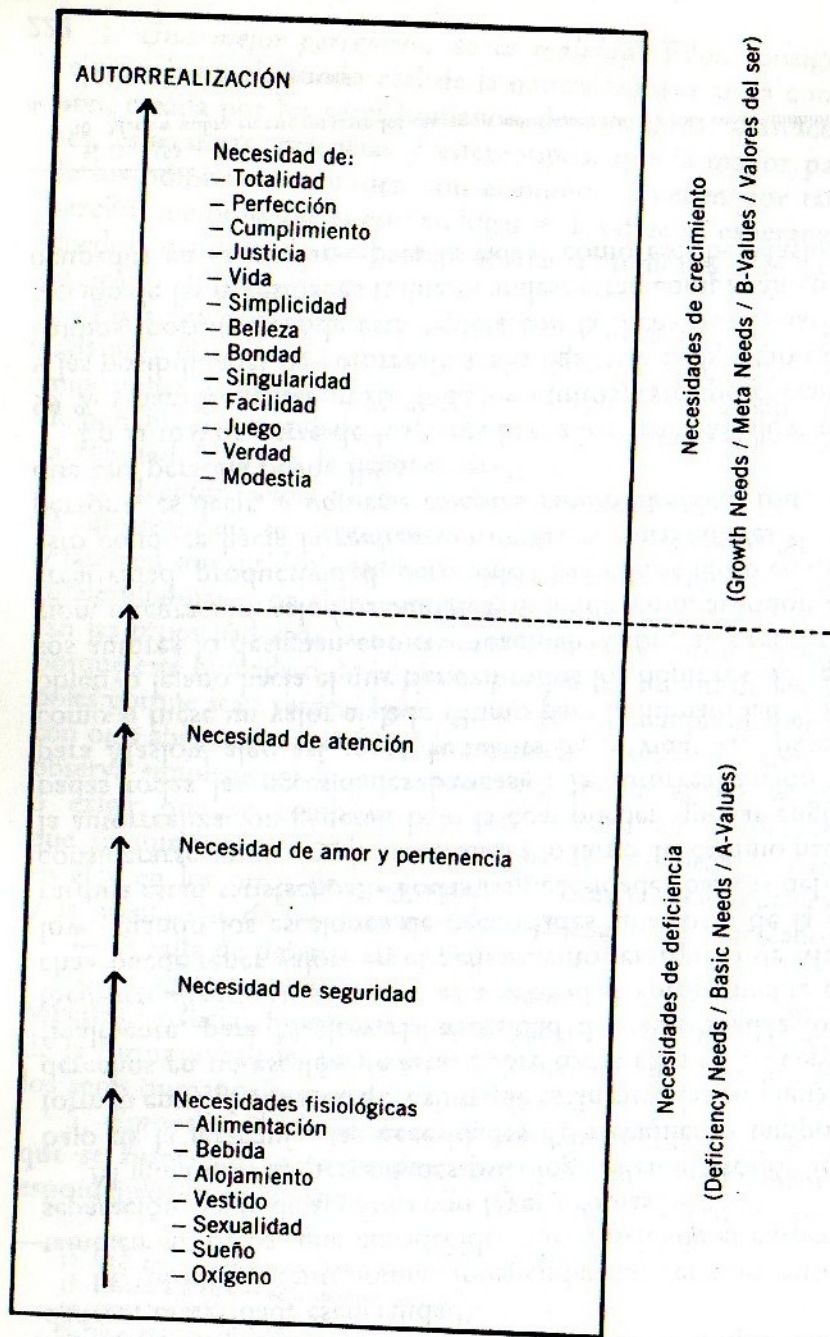 AUTORREALIZACIÓN
Necesidad de:
— Totalidad
— Perfección
— Cumplimiento
— Justicia
— Vida
— Simplicidad
— Belleza
— Bondad
— Singularidad
— Facilidad
— Juego
— Verdad
— Modestia
Necesidad de atención
Necesidad de amor y pertenencia
Necesidad de seguridad
Necesidades fisiológicas
— Alimentación
— Bebida
— Alojamiento
— Vestido
— Sexualidad
— Sueño
— Oxígeno
Necesidades de crecimiento
(Growth Needs / Meta Needs / B-Values / Valores del ser)
Necesidades de deficiencia
(Deficiency Needs / Basic Needs / A-Values)